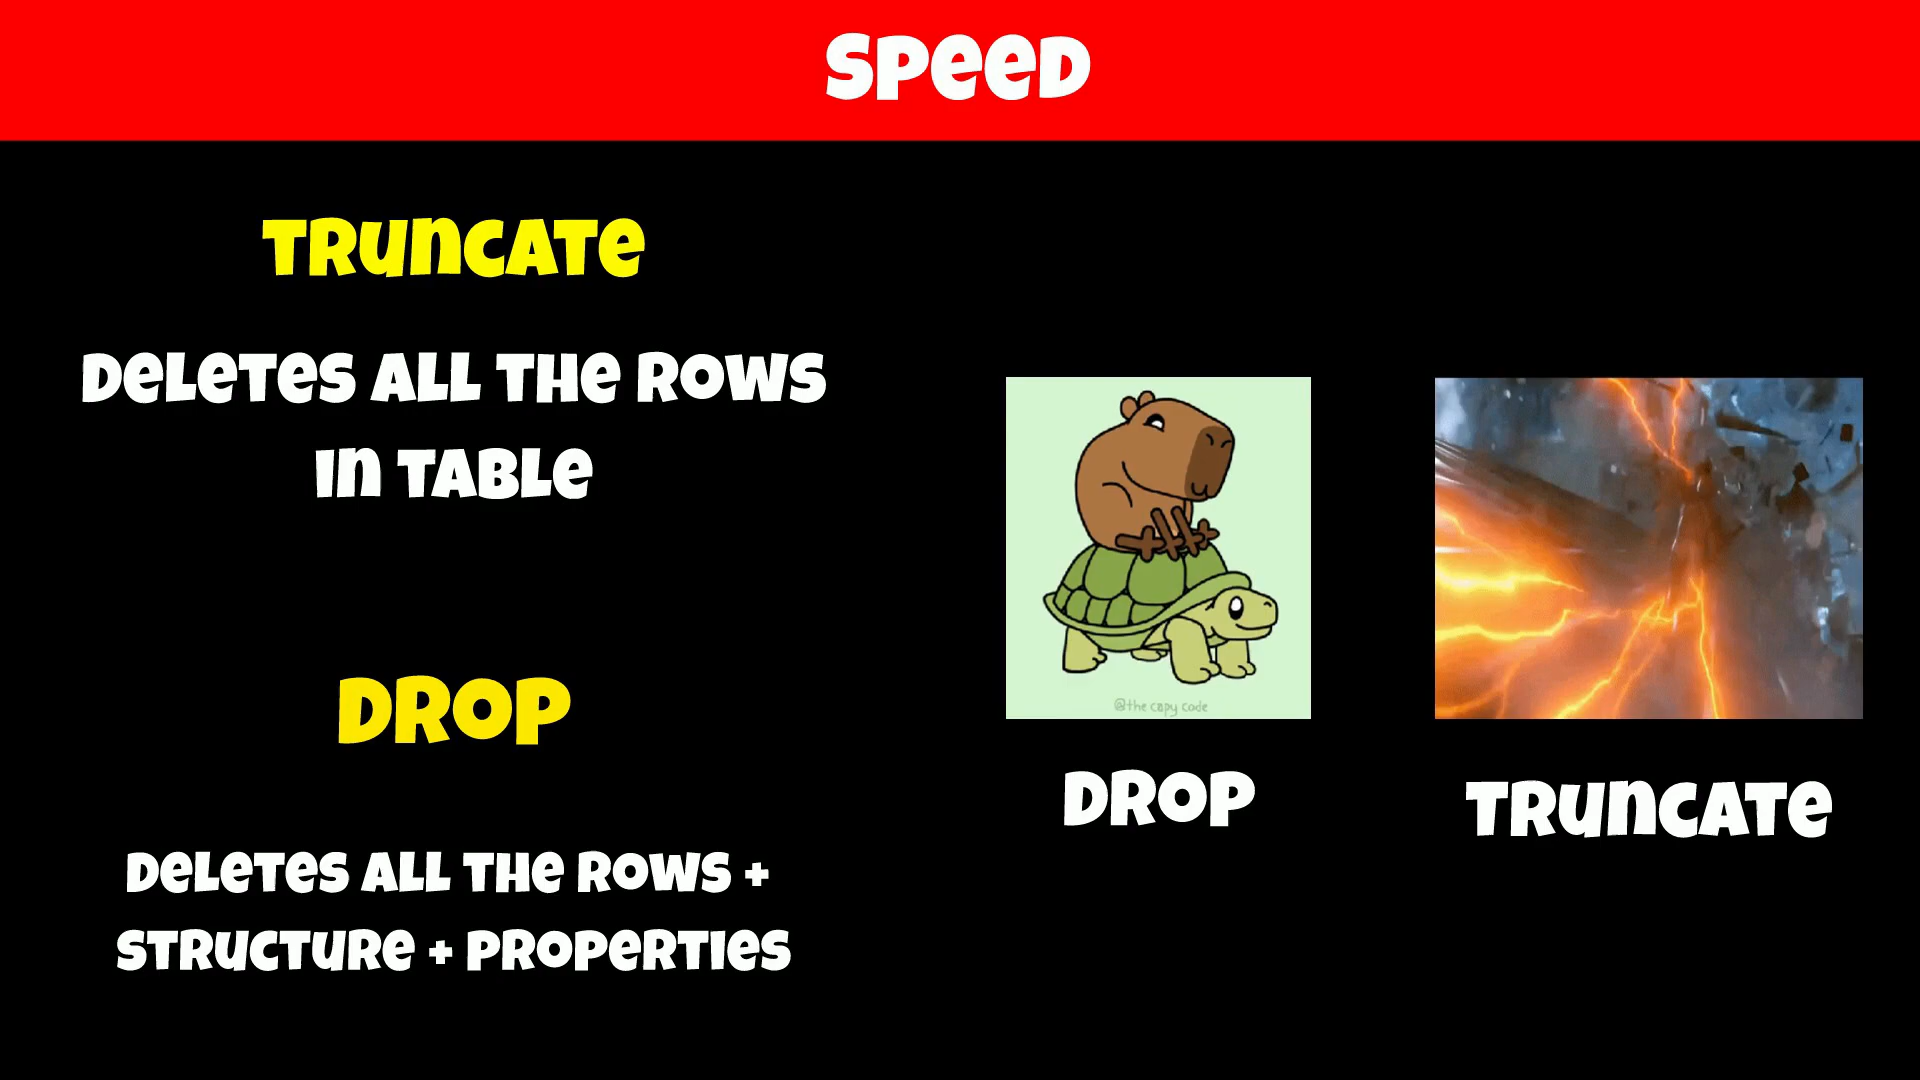 SPEED
TRUNCATE
DELETES ALL THE ROWS
IN TABLE
DROP
DELETES ALL THE ROWS +
STRUCTURE + PROPERTIES
@the capy code
DROP
TRUNCATE